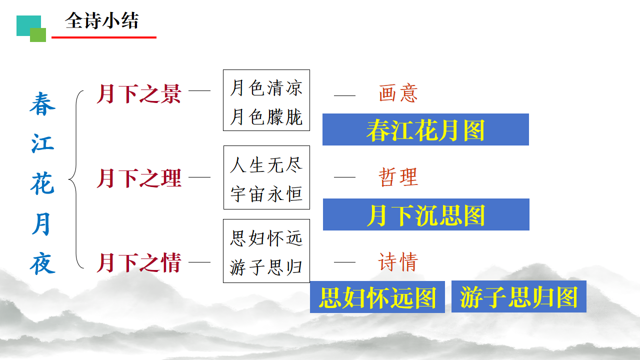 全诗小结
春江花月夜
月下之景
月色清凉
月色朦胧
画意
春江花月图
月下之理
人生无尽
宇宙永恒
哲理
月下沉思图
月下之情
思妇怀远
游子思归
诗情
思妇怀远图
游子思归图